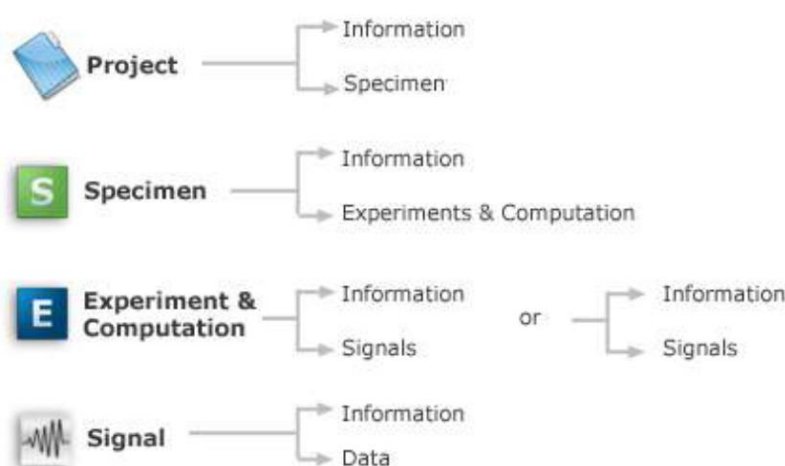 Information
Project
Specimen
Information
S Specimen
Experiments & Computation
E Experiment &
Computation
Information
Signals
or
Information
Signals
Information
Signal
Data